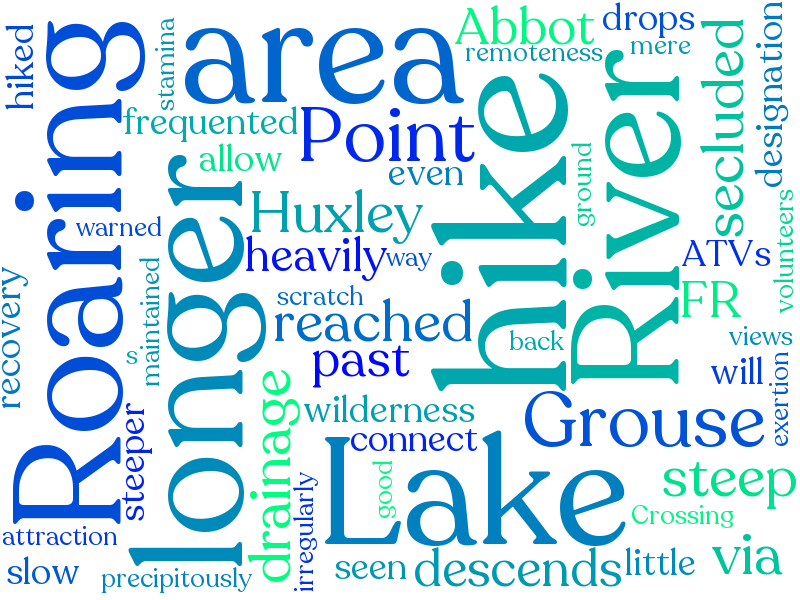 hiked
Roaring
stamina
area
Abbot
drops
remoteness
mere
designation
secluded
frequented
Point
hike
River
allow
even
ground
longer
Huxley
warned
heavily
way
ATVs
volunteers
recovery
maintained
scratch
reached
FR
s
back
views
past
will
exertion
drainage
wilderness
Grouse
steeper
connect
Lake
steep
irregularly
good
Crossing
attraction
slow
precipitously
seen
descends
little
via